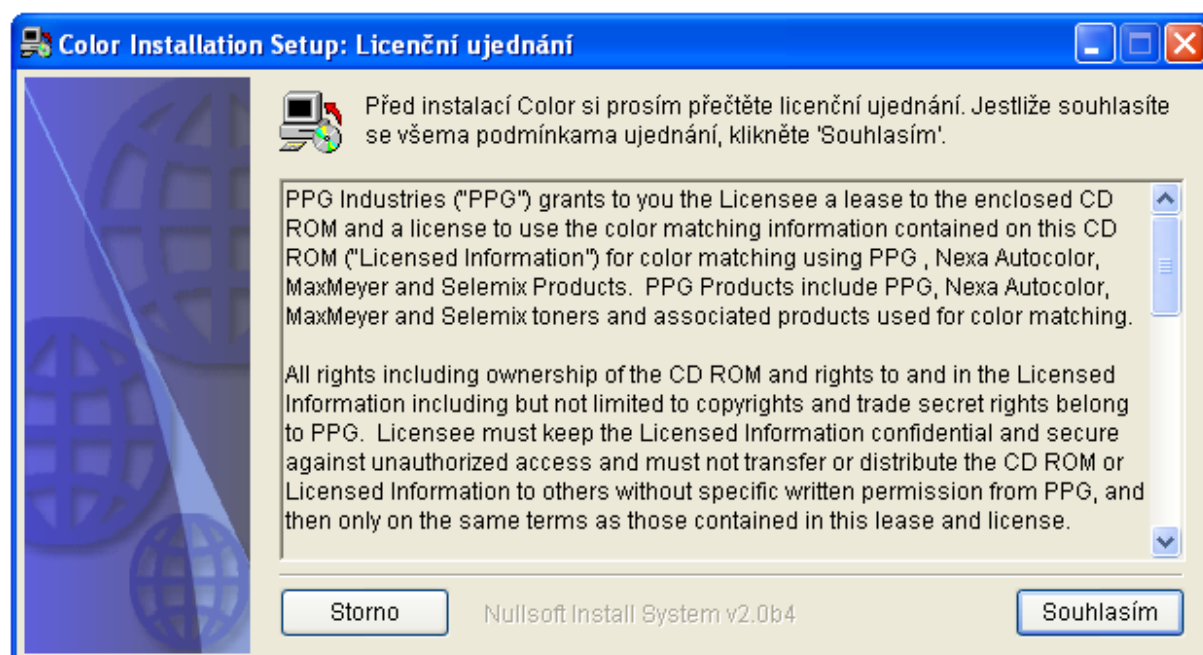 Color Installation Setup: Licenční ujednání
Před instalací Color si prosím přečtěte licenční ujednání. Jestliže souhlasíte
se všema podmínkama ujednání, klikněte 'Souhlasím'.
PPG Industries ("PPG") grants to you the Licensee a lease to the enclosed CD
ROM and a license to use the color matching information contained on this CD
ROM ("Licensed Information") for color matching using PPG , Nexa Autocolor,
MaxMeyer and Selemix Products.  PPG Products include PPG, Nexa Autocolor,
MaxMeyer and Selemix toners and associated products used for color matching.
All rights including ownership of the CD ROM and rights to and in the Licensed
Information including but not limited to copyrights and trade secret rights belong
to PPG.  Licensee must keep the Licensed Information confidential and secure
against unauthorized access and must not transfer or distribute the CD ROM or
Licensed Information to others without specific written permission from PPG, and
then only on the same terms as those contained in this lease and license.
Storno
Nullsoft Install System v2.0b4
Souhlasím